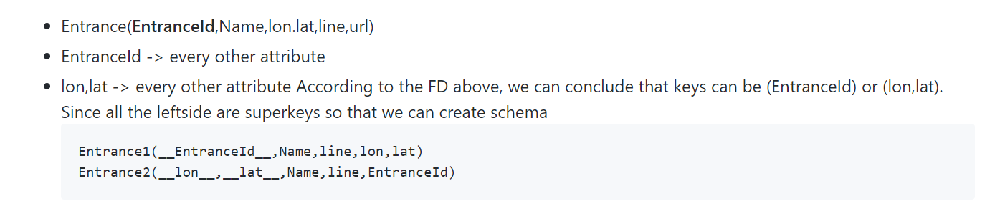 Entrance(EntranceId,Name,lon.lat,line,url)
EntranceId -> every other attribute
lon,lat -> every other attribute According to the FD above, we can conclude that keys can be (EntranceId) or (lon,lat).
Since all the leftside are superkeys so that we can create schema
Entrance1(__EntranceId__,Name,line,lon,lat)
Entrance2(__lon__,__lat__,Name,line,EntranceId)